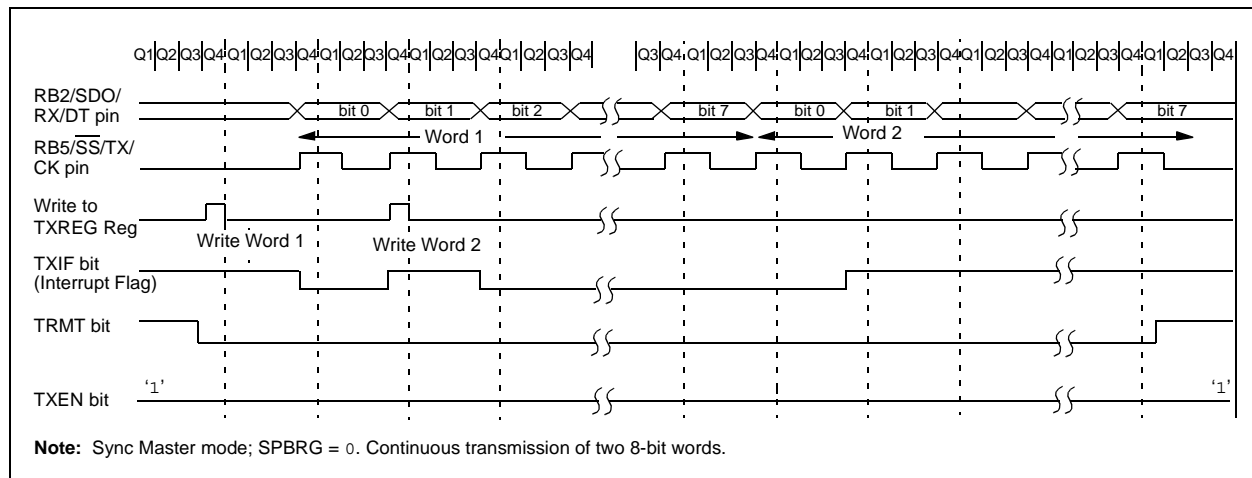 Q1 Q2 Q3 Q4 Q1 Q2 Q3 Q4 Q1 Q2 Q3 Q4 Q1 Q2 Q3 Q4 Q1 Q2 Q3 Q4 Q3 Q4 Q1 Q2 Q3 Q4 Q1 Q2 Q3 Q4 Q1 Q2 Q3 Q4 Q1 Q2 Q3 Q4 Q1 Q2 Q3 Q4 Q1 Q2 Q3 Q4
RB2/SDO/
RX/DT pin
bit 0 bit 1 bit 2 bit 7 bit 0 bit 1 bit 7
Word 1 Word 2
RB5/SS/TX/
CK pin
Write to
TXREG Reg
Write Word 1 Write Word 2
TXIF bit
(Interrupt Flag)
TRMT bit
TXEN bit
‘1’ ‘1’
Note: Sync Master mode; SPBRG = 0. Continuous transmission of two 8-bit words.